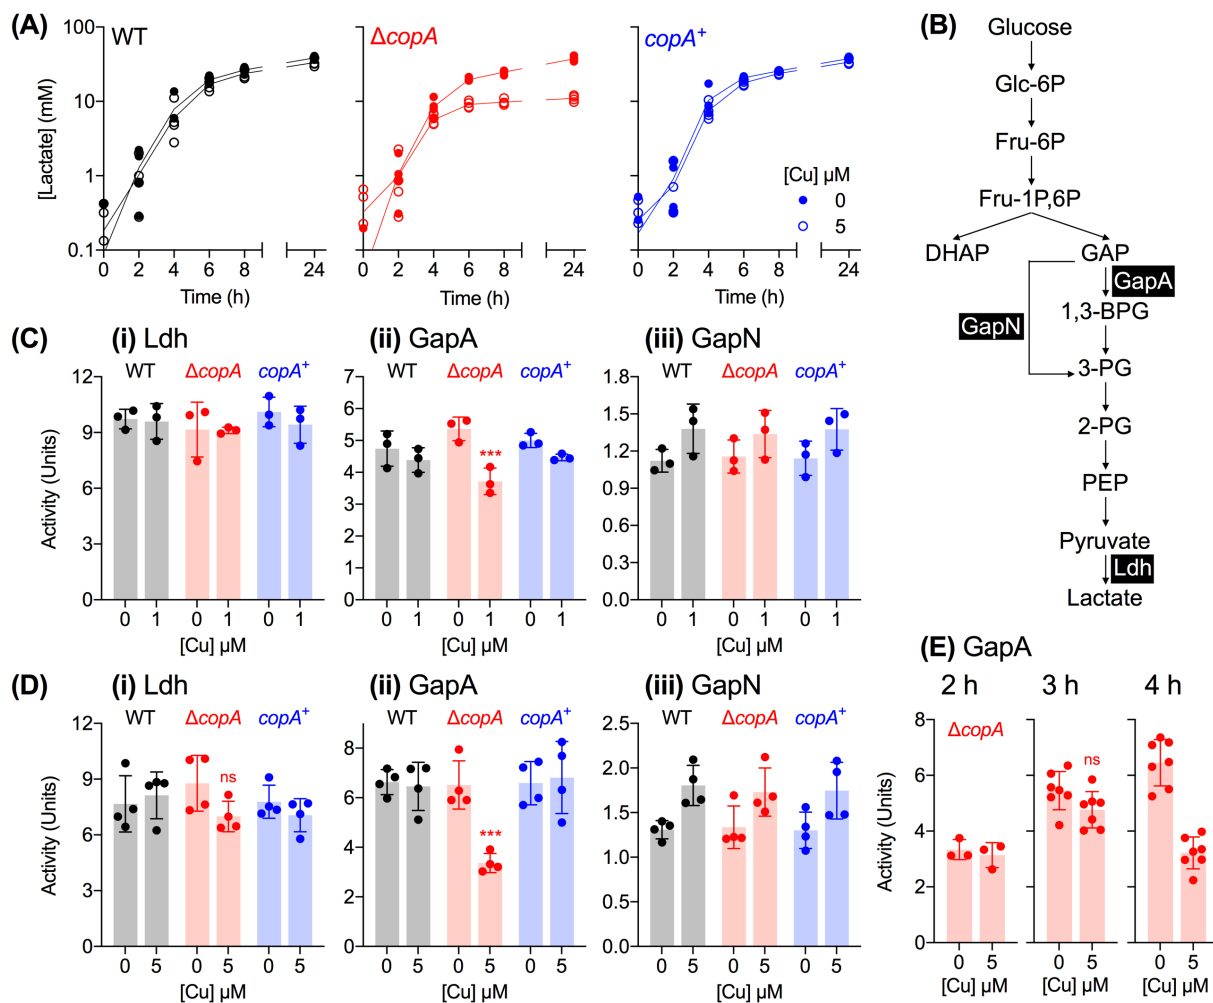 (A)
WT
ΔcopA
copA+
[Lactate] (mM)
100
10
1
0.1
0 2 4 6 8 24
Time (h)
0 2 4 6 8 24
Time (h)
[Cu] µM
0
5
0 2 4 6 8 24
Time (h)
(B)
Glucose
Glc-6P
Fru-6P
Fru-1P,6P
DHAP GAP
GapA
GapN
1,3-BPG
3-PG
2-PG
PEP
Pyruvate
Ldh
Lactate
(C)
(i) Ldh
WT ΔcopA copA+
Activity (Units)
12
9
6
3
0
0 1 0 1 0 1
[Cu] µM
(ii) GapA
WT ΔcopA copA+
7
6
5
4
3
2
1
0
***
0 1 0 1 0 1
[Cu] µM
(iii) GapN
WT ΔcopA copA+
1.8
1.5
1.2
0.9
0.6
0.3
0.0
0 1 0 1 0 1
[Cu] µM
(D)
(i) Ldh
WT ΔcopA copA+
Activity (Units)
12
9
6
3
0
ns
0 5 0 5 0 5
[Cu] µM
(ii) GapA
WT ΔcopA copA+
8
6
4
2
0
***
0 5 0 5 0 5
[Cu] µM
(iii) GapN
WT ΔcopA copA+
2.5
2.0
1.5
1.0
0.5
0.0
0 5 0 5 0 5
[Cu] µM
(E) GapA
2 h 3 h 4 h
ΔcopA
ns
Activity (Units)
8
6
4
2
0
0 5 0 5 0 5
[Cu] µM [Cu] µM [Cu] µM